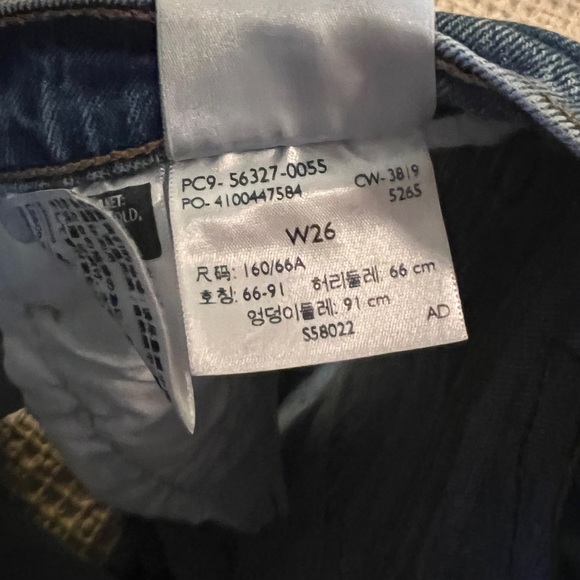 PC9- 56327-0055
PO- 4100447584
CW-3819
5265
W26
尺码: 160/66A
호칭: 66-91 허리둘레: 66 cm
엉덩이둘레: 91 cm
S58022
AD
OLD,